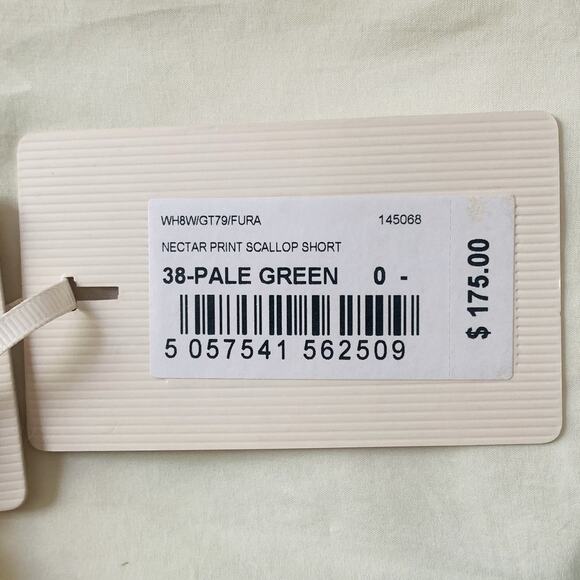 WH8W/GT79/FURA 145068
NECTAR PRINT SCALLOP SHORT
38-PALE GREEN 0 -
5 057541 562509
$ 175.00